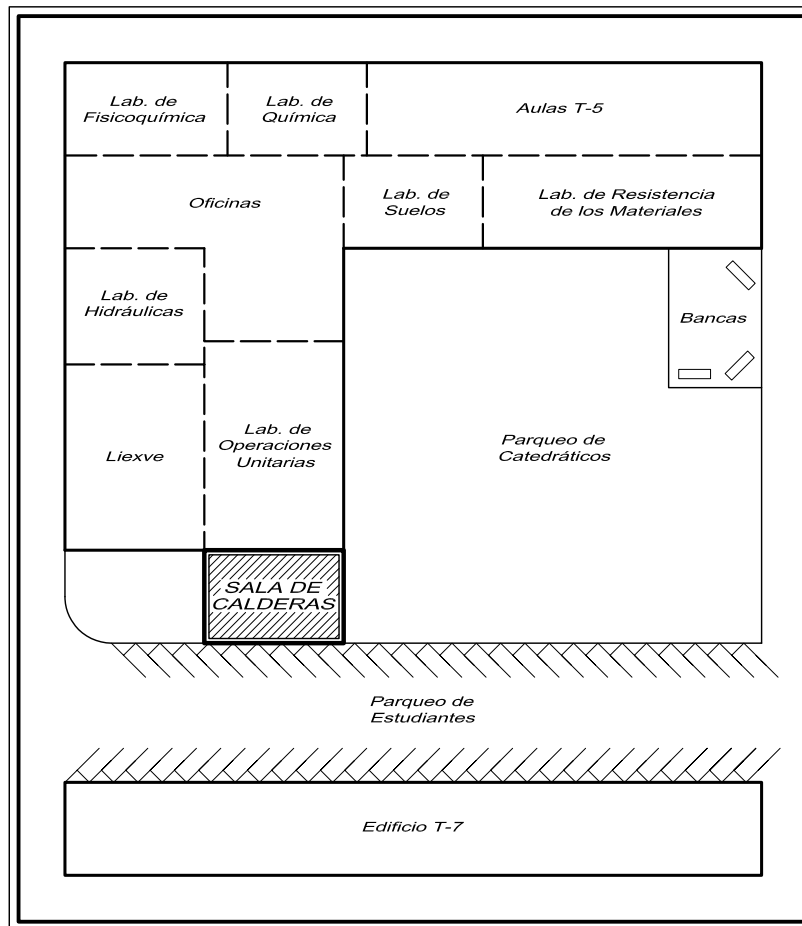 Lab. de
Fisicoquímica
Lab. de
Química
Aulas T-5
Oficinas
Lab. de
Suelos
Lab. de Resistencia
de los Materiales
Lab. de
Hidráulicas
Bancas
Liexve
Lab. de
Operaciones
Unitarias
Parqueo de
Catedráticos
SALA DE
CALDERAS
Parqueo de
Estudiantes
Edificio T-7